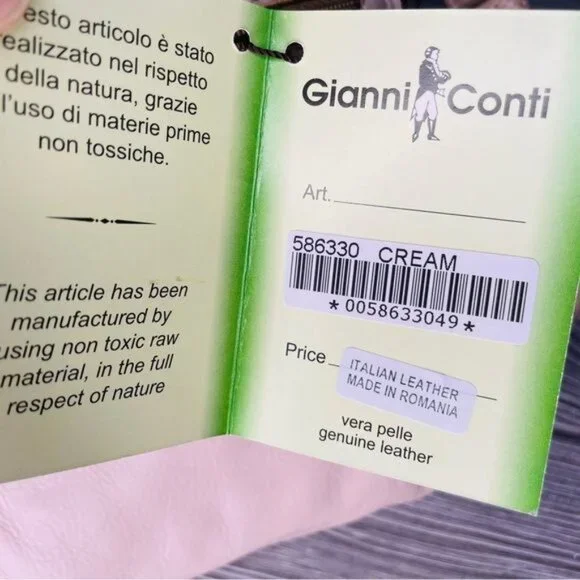 esto articolo è stato
ealizzato nel rispetto
della natura, grazie
l'uso di materie prime
non tossiche.
This article has been
manufactured by
using non toxic raw
material, in the full
respect of nature
Gianni Conti
Art.
586330 CREAM
*0058633049*
Price
ITALIAN LEATHER
MADE IN ROMANIA
vera pelle
genuine leather